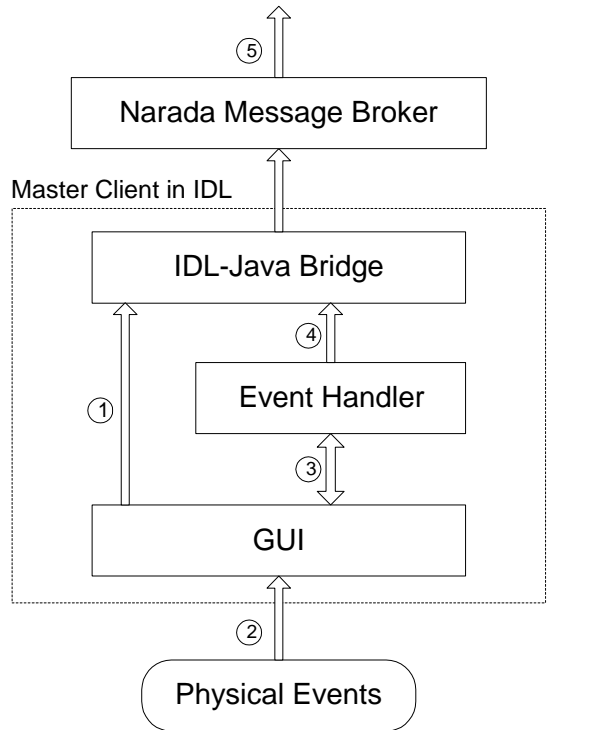 5
Narada Message Broker
Master Client in IDL
IDL-Java Bridge
4
Event Handler
1
3
GUI
2
Physical Events